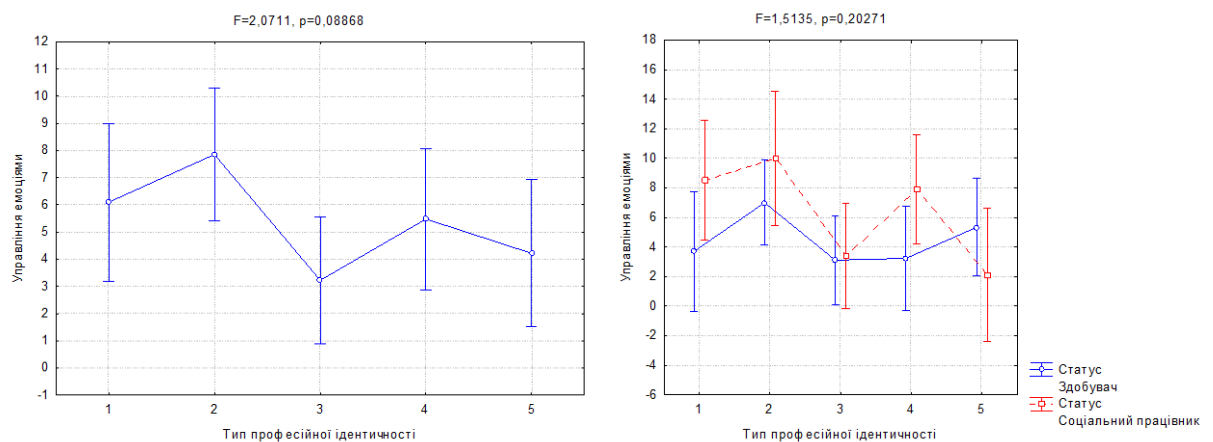 F=2,0711, p=0,08868
Управління емоціями
12
11
10
9
8
7
6
5
4
3
2
1
0
-1
1 2 3 4 5
Тип професійної ідентичності
F=1,5135, p=0,20271
Управління емоціями
18
16
14
12
10
8
6
4
2
0
-2
-4
-6
1 2 3 4 5
Тип професійної ідентичності
Статус
Здобувач
Статус
Соціальний працівник